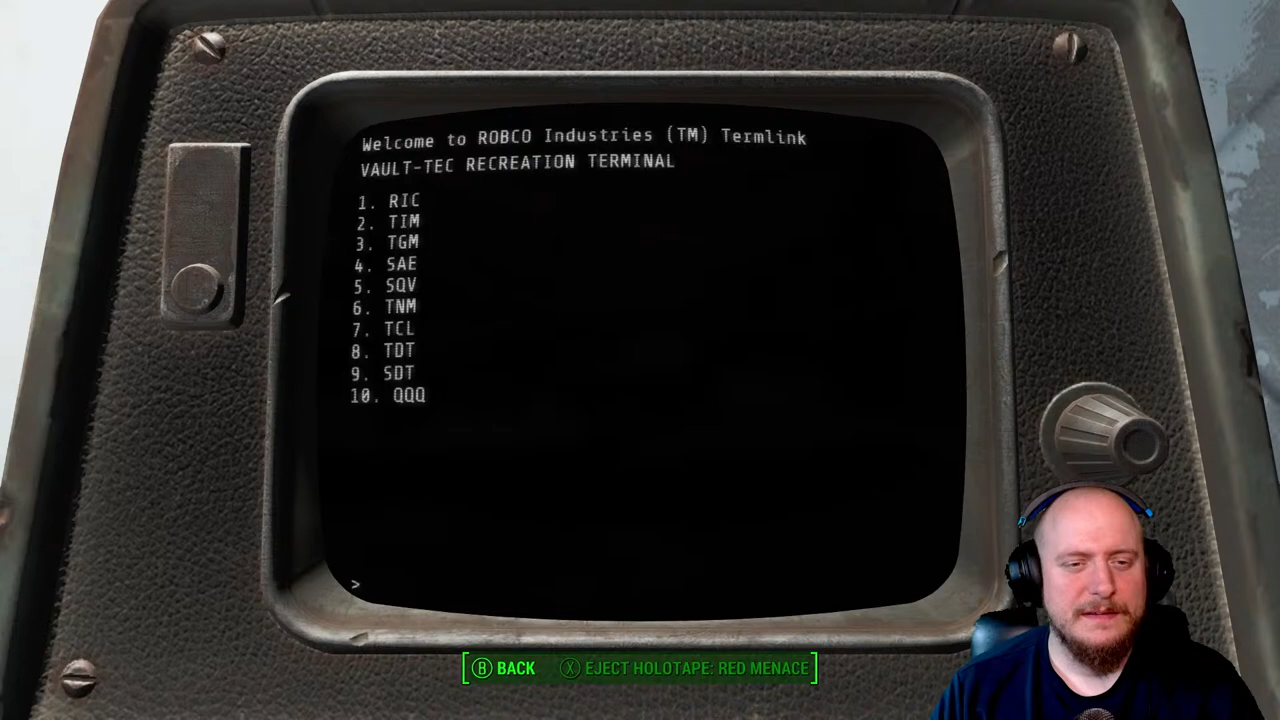 Welcome to ROBCO Industries (TM) Termlink
VAULT-TEC RECREATION TERMINAL
1. RIC
2. TIM
3. TGM
4. SAE
5. SQV
6. TNM
7. TCL
8. TDT
9. SDT
10. QQQ
>
B BACK X EJECT HOLOTAPE: RED MENACE